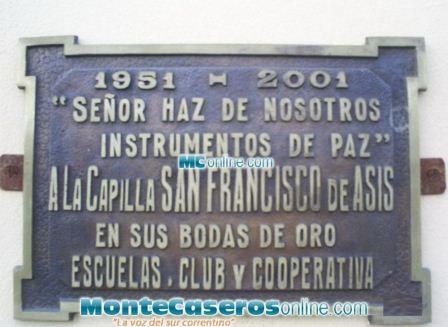 1951 - 2001
"SEÑOR HAZ DE NOSOTROS
INSTRUMENTOS DE PAZ"
MConline.com
A LA CAPILLA SAN FRANCISCO DE ASIS
EN SUS BODAS DE ORO
ESCUELAS, CLUB Y COOPERATIVA
MONTECASEROSonline.com
"La voz del sur correntino"